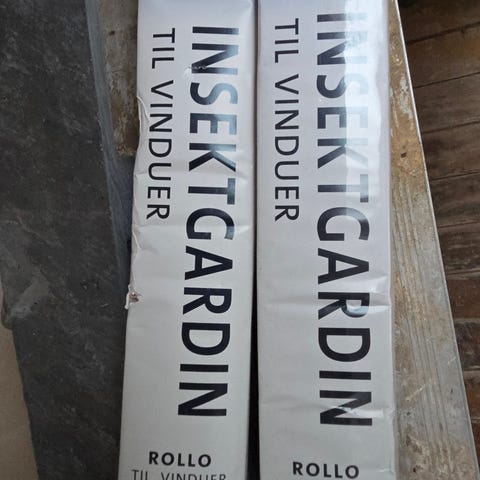 INSEKTGARDIN
TIL VINDUER
ROLLO
TIL VINDUER
INSEKTGARDIN
TIL VINDUER
ROLLO